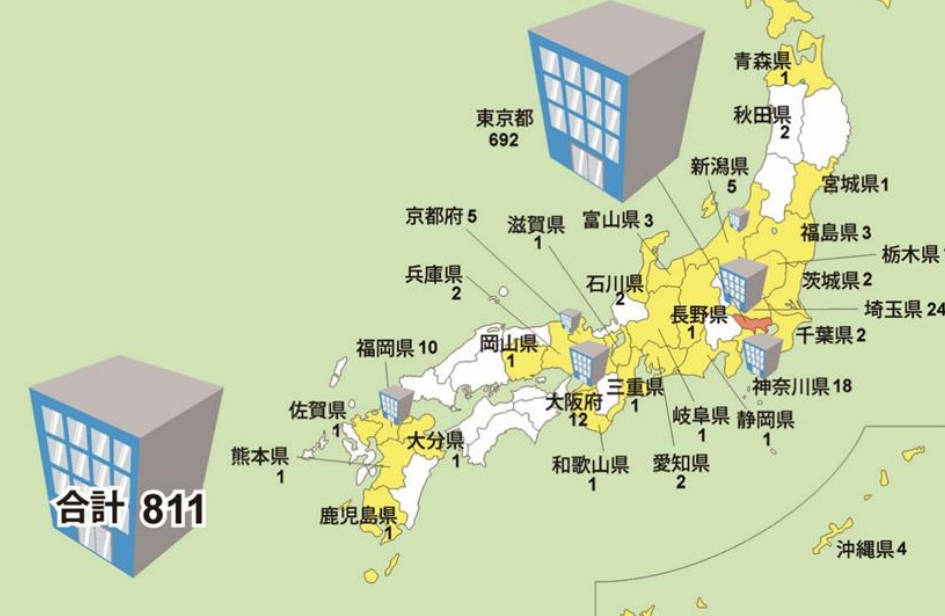 青森県
1
秋田県
2
東京都
692
新潟県
5
宮城県1
京都府 5
滋賀県
1
富山県 3
福島県 3
栃木県
兵庫県
2
石川県
2
茨城県 2
埼玉県 24
長野県
1
千葉県 2
福岡県 10
岡山県
1
神奈川県 18
佐賀県
1
大阪府
12
三重県
1
岐阜県
1
静岡県
1
大分県
1
熊本県
1
和歌山県
1
愛知県
2
合計 811
鹿児島県
1
沖縄県 4